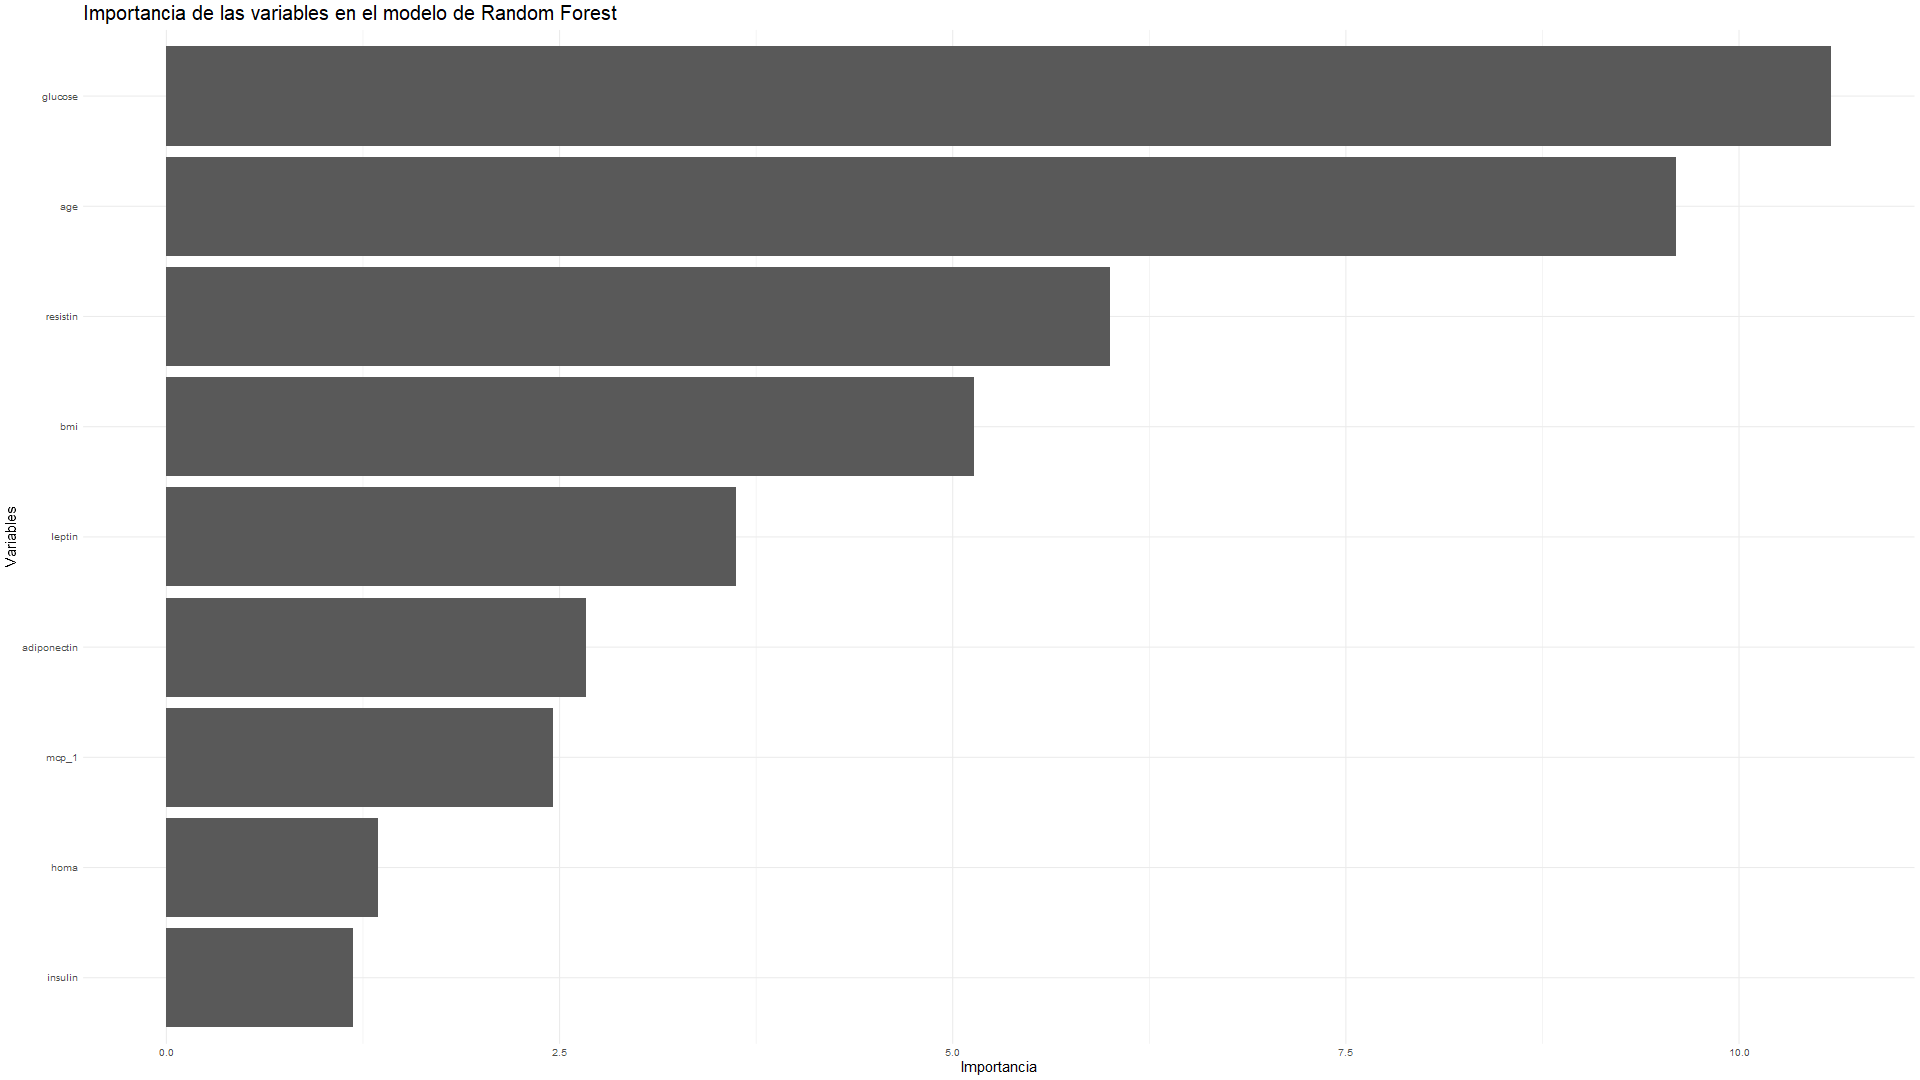 Importancia de las variables en el modelo de Random Forest
glucose
age
resistin
bmi
leptin
adiponectin
mcp_1
homa
insulin
Variables
0.0 2.5 5.0 7.5 10.0
Importancia